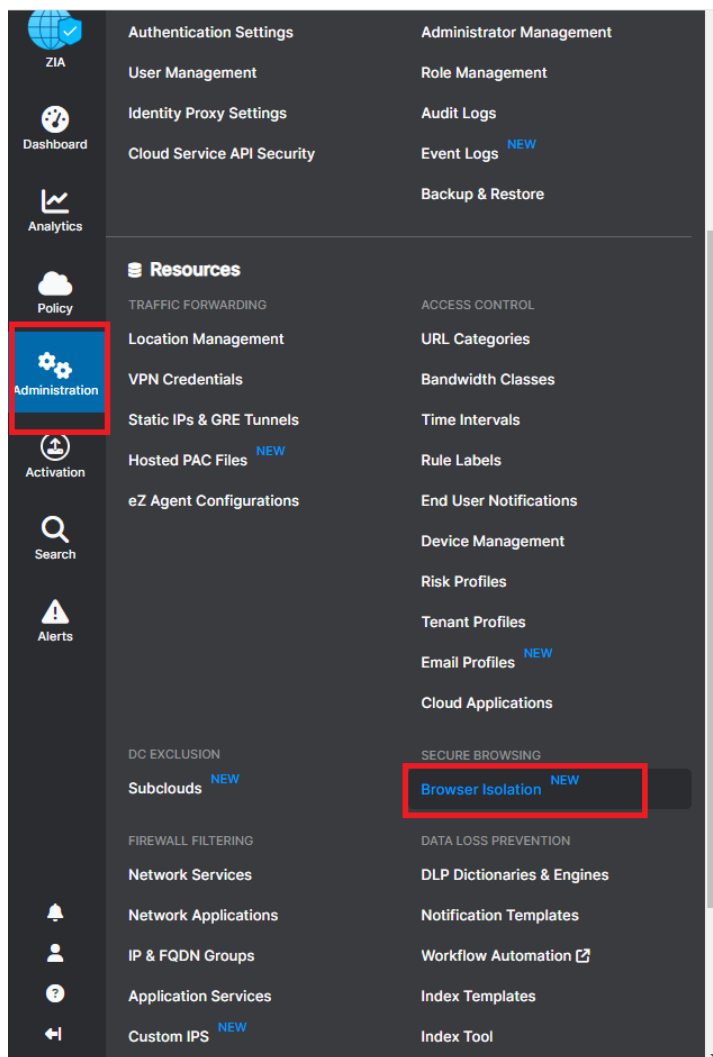 ZIA
Dashboard
Analytics
Policy
Administration
Activation
Search
Alerts
Authentication Settings
User Management
Identity Proxy Settings
Cloud Service API Security
Administrator Management
Role Management
Audit Logs
Event Logs NEW
Backup & Restore
Resources
TRAFFIC FORWARDING
Location Management
VPN Credentials
Static IPs & GRE Tunnels
Hosted PAC Files NEW
eZ Agent Configurations
ACCESS CONTROL
URL Categories
Bandwidth Classes
Time Intervals
Rule Labels
End User Notifications
Device Management
Risk Profiles
Tenant Profiles
Email Profiles NEW
Cloud Applications
DC EXCLUSION
Subclouds NEW
SECURE BROWSING
Browser Isolation NEW
FIREWALL FILTERING
Network Services
Network Applications
IP & FQDN Groups
Application Services
Custom IPS NEW
DATA LOSS PREVENTION
DLP Dictionaries & Engines
Notification Templates
Workflow Automation
Index Templates
Index Tool